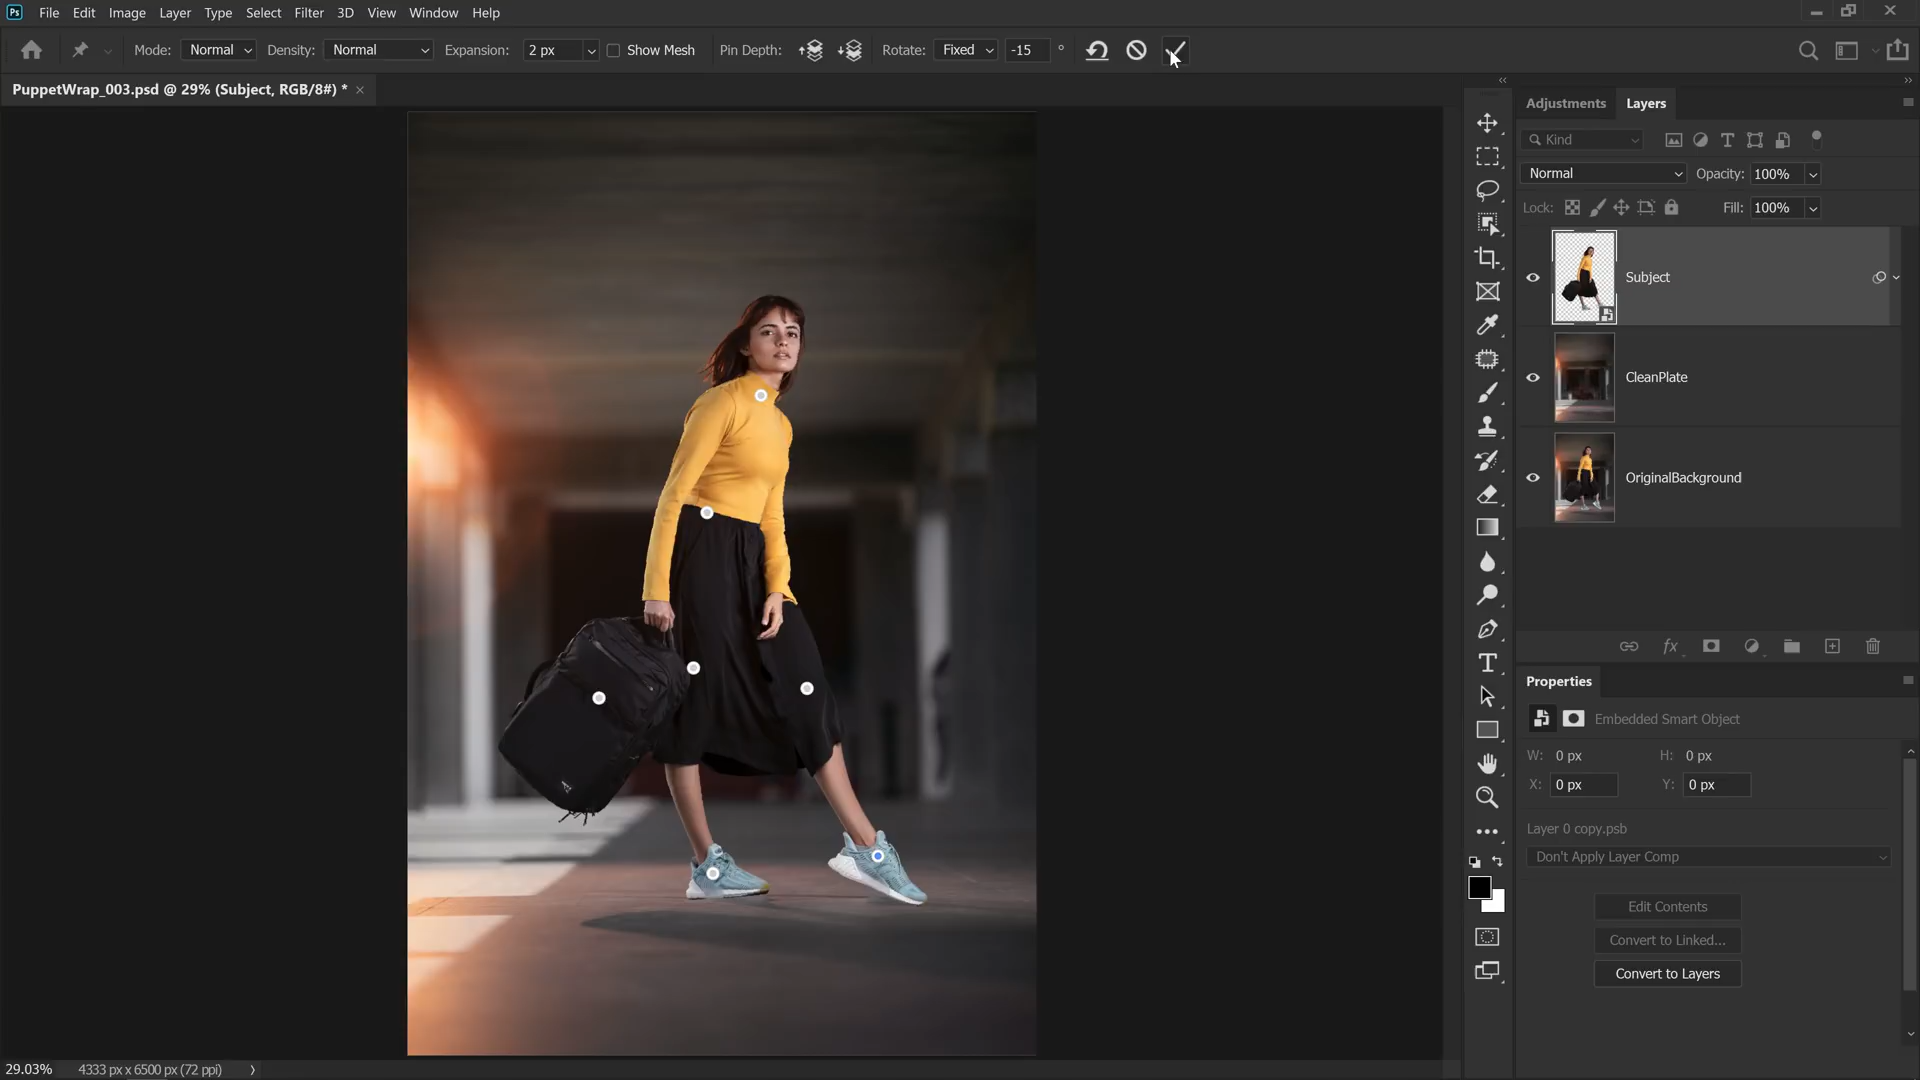 Ps File Edit Image Layer Type Select Filter 3D View Window Help
Mode: Normal Density: Normal Expansion: 2 px Show Mesh Pin Depth: Rotate: Fixed -15 °
PuppetWrap_003.psd @ 29% (Subject, RGB/8#) *
Adjustments Layers
Kind
Normal Opacity: 100%
Lock: Fill: 100%
Subject
CleanPlate
OriginalBackground
fx
Properties
Embedded Smart Object
W: 0 px H: 0 px
X: 0 px Y: 0 px
Layer 0 copy.psb
Don't Apply Layer Comp
Edit Contents
Convert to Linked...
Convert to Layers
29.03% 4333 px x 6500 px (72 ppi)